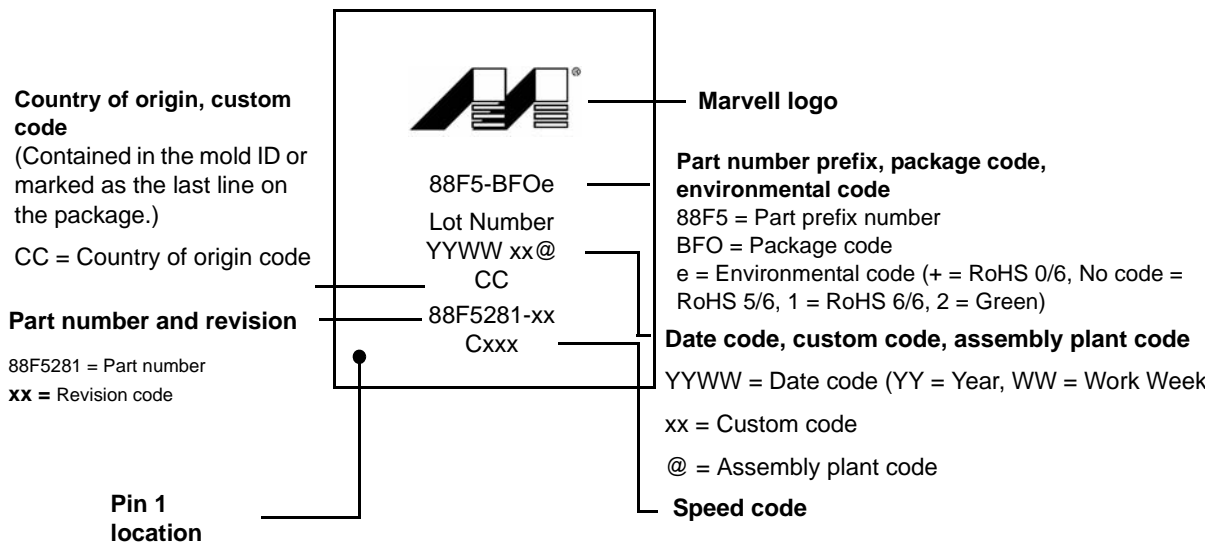 Country of origin, custom
code
(Contained in the mold ID or
marked as the last line on
the package.)
CC = Country of origin code
Part number and revision
88F5281 = Part number
xx = Revision code
Pin 1
location
®
88F5-BFOe
Lot Number
YYWW xx@
CC
88F5281-xx
Cxxx
Marvell logo
Part number prefix, package code,
environmental code
88F5 = Part prefix number
BFO = Package code
e = Environmental code (+ = RoHS 0/6, No code =
RoHS 5/6, 1 = RoHS 6/6, 2 = Green)
Date code, custom code, assembly plant code
YYWW = Date code (YY = Year, WW = Work Week
xx = Custom code
@ = Assembly plant code
Speed code